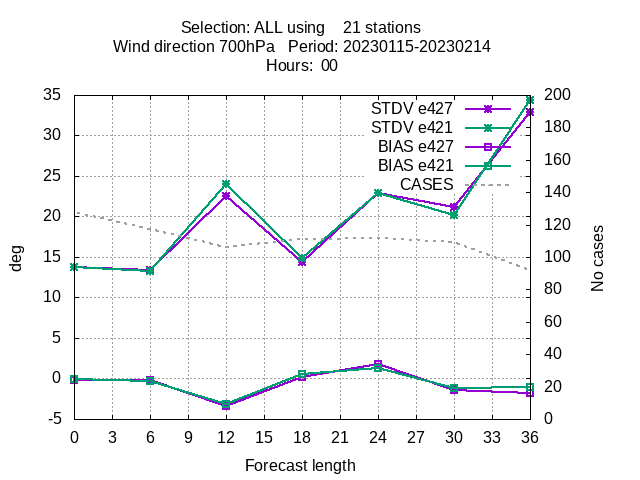 Selection: ALL using 21 stations
Wind direction 700hPa Period: 20230115-20230214
Hours: 00
35
30
25
20
15
10
5
0
-5
200
180
160
140
120
100
80
60
40
20
0
deg
No cases
STDV e427
STDV e421
BIAS e427
BIAS e421
CASES
0 3 6 9 12 15 18 21 24 27 30 33 36
Forecast length